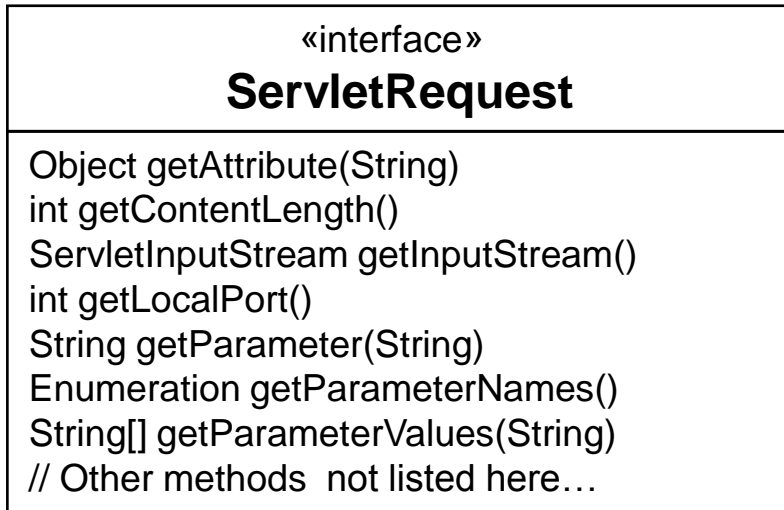 «interface»
ServletRequest
Object getAttribute(String)
int getContentLength()
ServletInputStream getInputStream()
int getLocalPort()
String getParameter(String)
Enumeration getParameterNames()
String[] getParameterValues(String)
// Other methods  not listed here…